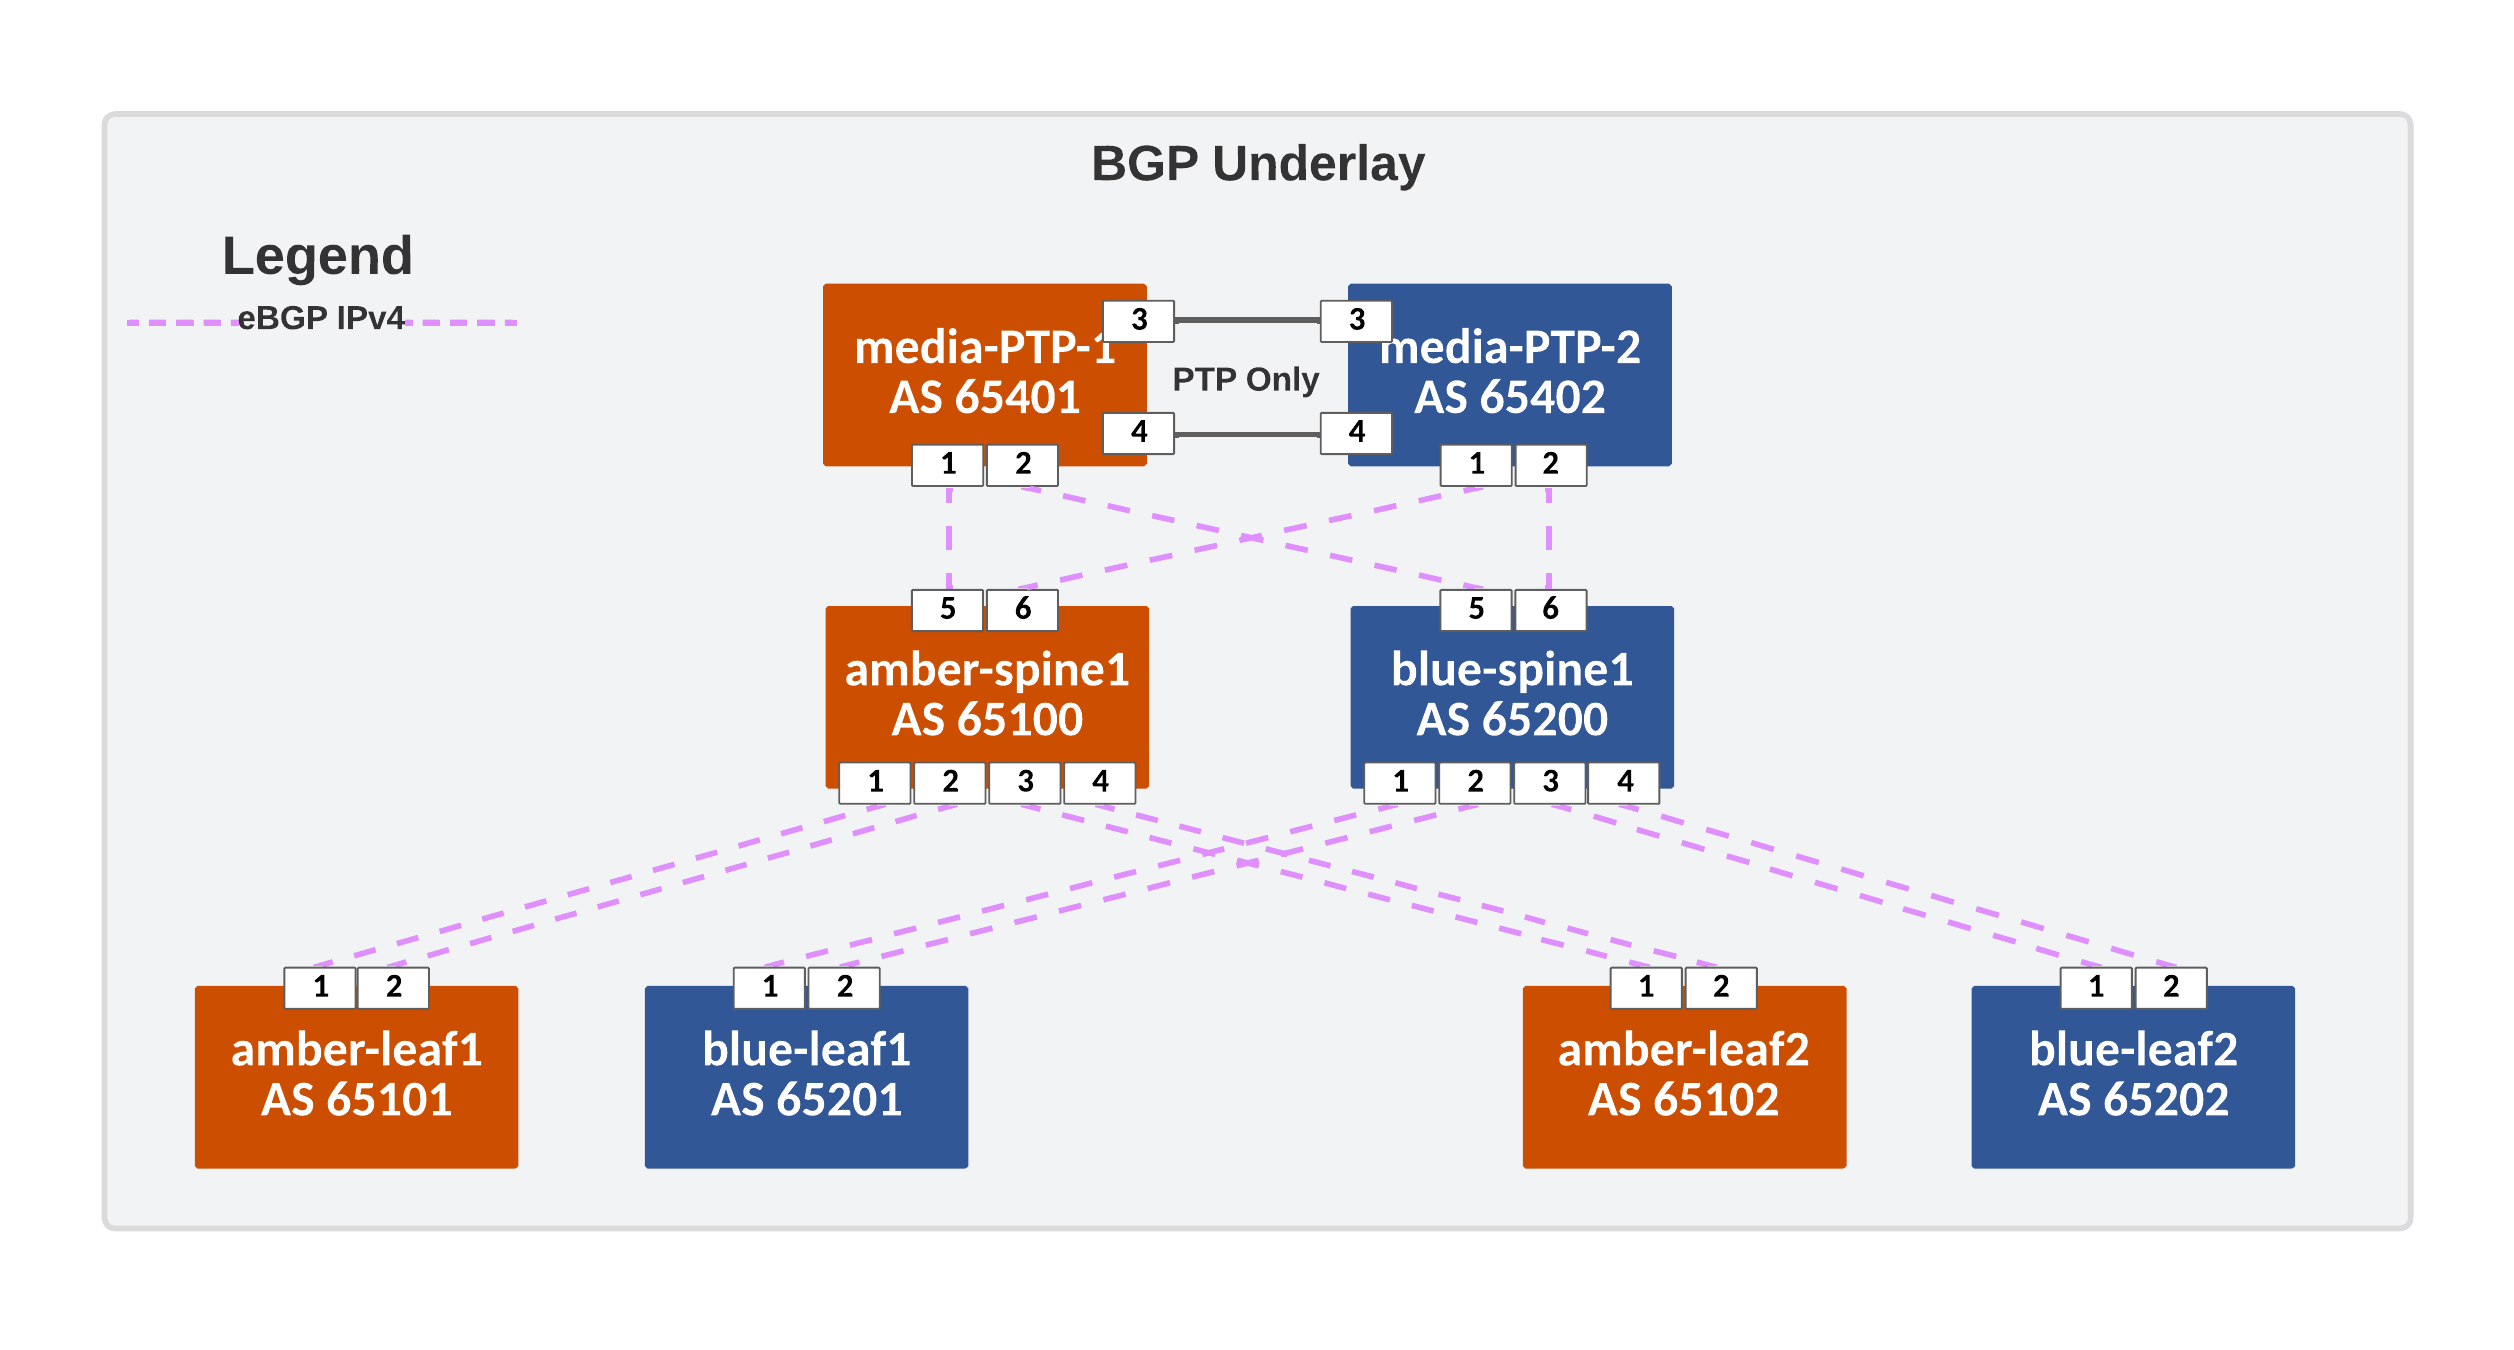 BGP Underlay
Legend
eBGP IPv4
media-PTP-1
AS 65401
3
4
1
2
PTP Only
media-PTP-2
AS 65402
3
4
1
2
5
6
amber-spine1
AS 65100
1
2
3
4
5
6
blue-spine1
AS 65200
1
2
3
4
1
2
amber-leaf1
AS 65101
1
2
blue-leaf1
AS 65201
1
2
amber-leaf2
AS 65102
1
2
blue-leaf2
AS 65202